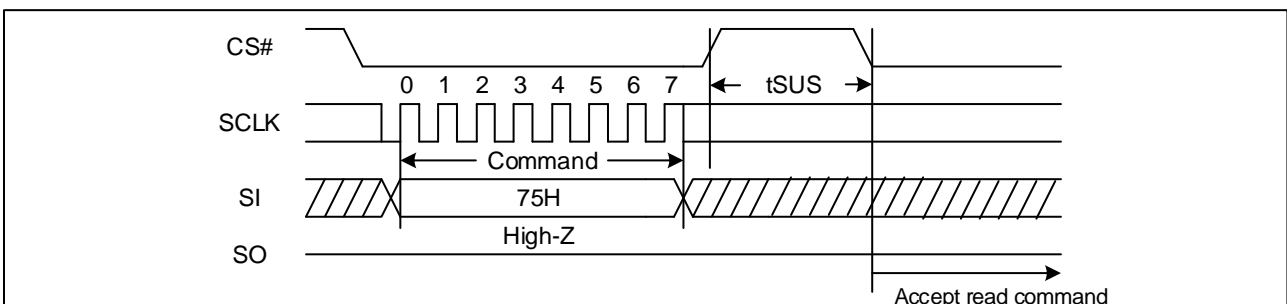 CS#
0 1 2 3 4 5 6 7
tSUS
SCLK
Command
SI
75H
High-Z
SO
Accept read command